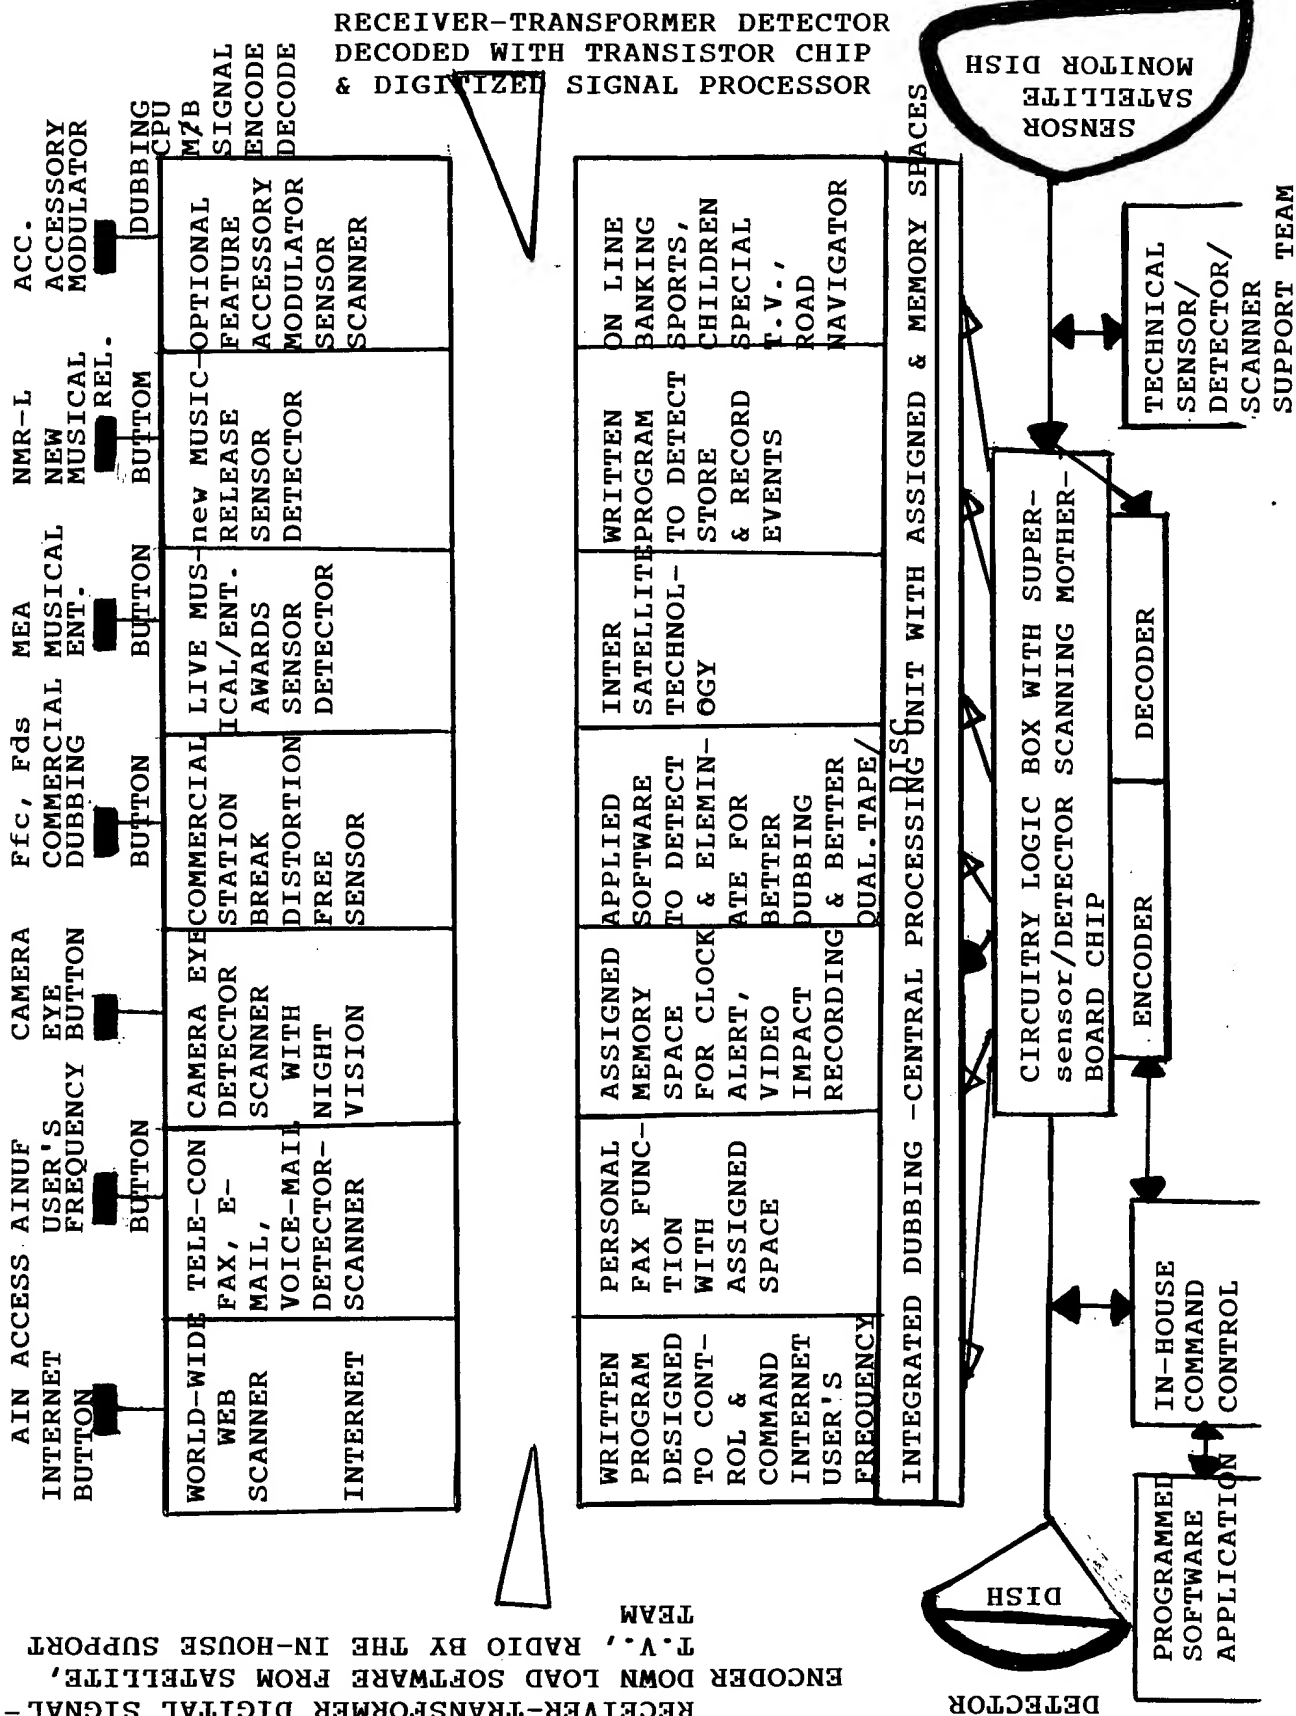 RECEIVER-TRANSFORMER DETECTOR
DECODED WITH TRANSISTOR CHIP
& DIGITIZED SIGNAL PROCESSOR
AIN ACCESS
INTERNET
BUTTON
AINUF
USER'S
FREQUENCY
BUTTON
CAMERA
EYE
BUTTON
Ffc, Fds
COMMERCIAL
DUBBING
BUTTON
MEA
MUSICAL
ENT.
BUTTON
NMR-L
NEW
MUSICAL
REL.
BUTTOM
ACC.
ACCESSORY
MODULATOR
DUBBING
CPU
M/B
SIGNAL
ENCODE
DECODE
WORLD-WIDE
WEB
SCANNER
INTERNET
TELE-CON
FAX, E-
MAIL,
VOICE-MAIL
DETECTOR-
SCANNER
CAMERA EYE
DETECTOR
SCANNER
WITH
NIGHT
VISION
COMMERCIAL
STATION
BREAK
DISTORTION
FREE
SENSOR
LIVE MUS-
ICAL/ENT.
AWARDS
SENSOR
DETECTOR
new MUSIC-
RELEASE
SENSOR
DETECTOR
OPTIONAL
FEATURE
ACCESSORY
MODULATOR
SENSOR
SCANNER
WRITTEN
PROGRAM
DESIGNED
TO CONT-
ROL &
COMMAND
INTERNET
USER'S
FREQUENCY
PERSONAL
FAX FUNC-
TION
WITH
ASSIGNED
SPACE
ASSIGNED
MEMORY
SPACE
FOR CLOCK
ALERT,
VIDEO
IMPACT
RECORDING
APPLIED
SOFTWARE
TO DETECT
& ELEMIN-
ATE FOR
BETTER
DUBBING
& BETTER
QUAL.TAPE/
DISC
INTER
SATELLITE
TECHNOL-
OGY
WRITTEN
PROGRAM
TO DETECT
STORE
& RECORD
EVENTS
ON LINE
BANKING
SPORTS,
CHILDREN
SPECIAL
T.V.,
ROAD
NAVIGATOR
INTEGRATED DUBBING -CENTRAL PROCESSING UNIT WITH ASSIGNED & MEMORY SPACES
CIRCUITRY LOGIC BOX WITH SUPER-
sensor/DETECTOR SCANNING MOTHER-
BOARD CHIP
ENCODER
DECODER
SENSOR
SATELLITE
MONITOR DISH
TECHNICAL
SENSOR/
DETECTOR/
SCANNER
SUPPORT TEAM
IN-HOUSE
COMMAND
CONTROL
PROGRAMMED
SOFTWARE
APPLICATION
DETECTOR
DISH
RECEIVER-TRANSFORMER DIGITAL SIGNAL-
ENCODER DOWN LOAD SOFTWARE FROM SATELLITE,
T.V., RADIO BY THE IN-HOUSE SUPPORT
TEAM